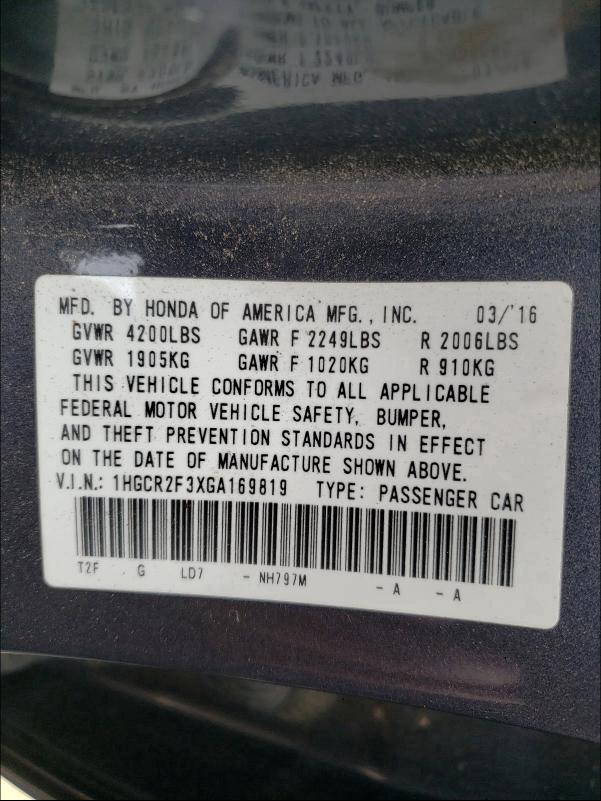 MFD. BY HONDA OF AMERICA MFG., INC. 03/'16
GVWR 4200LBS GAWR F 2249LBS R 2006LBS
GVWR 1905KG GAWR F 1020KG R 910KG
THIS VEHICLE CONFORMS TO ALL APPLICABLE
FEDERAL MOTOR VEHICLE SAFETY, BUMPER,
AND THEFT PREVENTION STANDARDS IN EFFECT
ON THE DATE OF MANUFACTURE SHOWN ABOVE.
V.I.N.: 1HGCR2F3XGA169819 TYPE: PASSENGER CAR
T2F G LD7 - NH797M - A - A